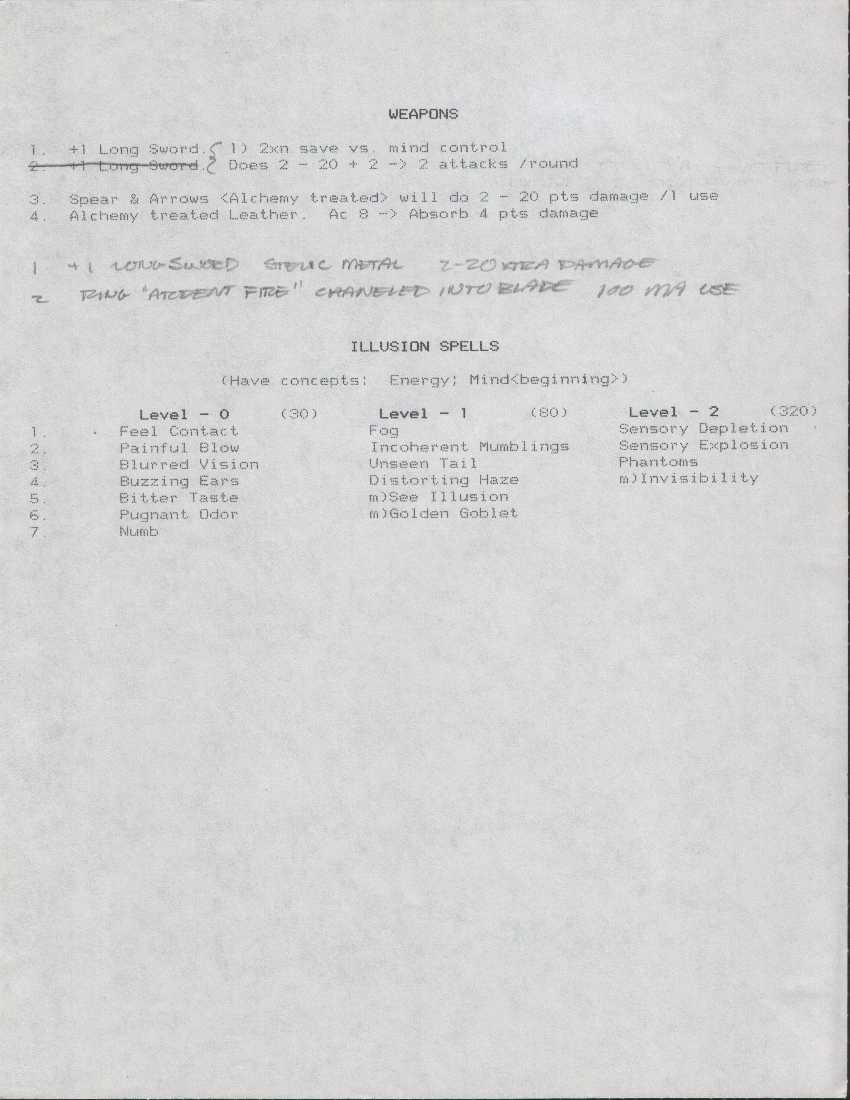 WEAPONS
1. +1 Long Sword. { 1) 2xn save vs. mind control
2. +1 Long Sword. Does 2 - 20 + 2 -> 2 attacks /round
3. Spear & Arrows <Alchemy treated> will do 2 - 20 pts damage /1 use
4. Alchemy treated Leather. Ac 8 -> Absorb 4 pts damage
1 +1 LONG SWORD METAL 2-20 XTRA DAMAGE
2 RING "ARDENT FIRE" CHANELED INTO BLADE 100 MA USE
ILLUSION SPELLS
(Have concepts: Energy; Mind<beginning>)
Level - 0 (30) Level - 1 (80) Level - 2 (320)
1. Feel Contact Fog Sensory Depletion
2. Painful Blow Incoherent Mumblings Sensory Explosion
3. Blurred Vision Unseen Tail Phantoms
4. Buzzing Ears Distorting Haze m)Invisibility
5. Bitter Taste m)See Illusion
6. Pugnant Odor m)Golden Goblet
7. Numb